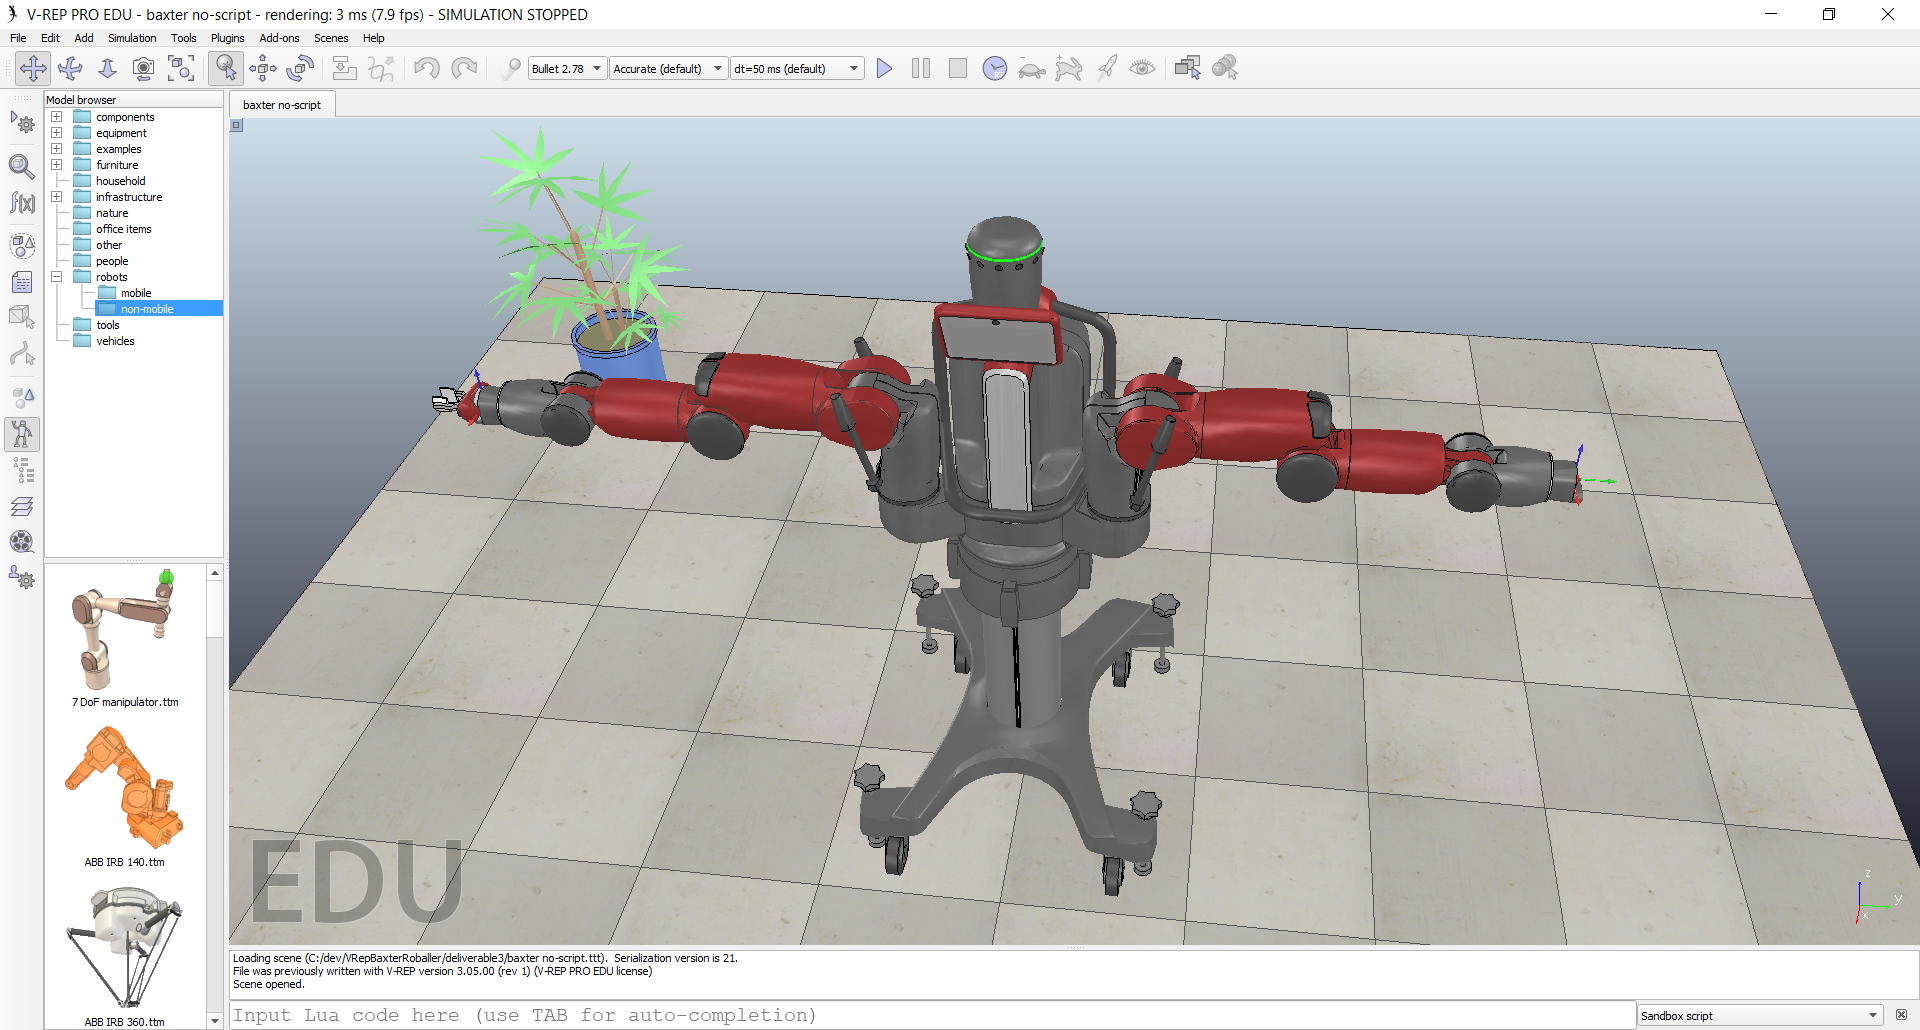 V-REP PRO EDU - baxter no-script - rendering: 3 ms (7.9 fps) - SIMULATION STOPPED
File Edit Add Simulation Tools Plugins Add-ons Scenes Help
Bullet 2.78 Accurate (default) dt=50 ms (default)
RT
Model browser
components
equipment
examples
furniture
household
infrastructure
nature
office items
other
people
robots
mobile
non-mobile
tools
vehicles
f(x)
7 DoF manipulator.ttm
ABB IRB 140.ttm
ABB IRB 360.ttm
baxter no-script
EDU
z
y
x
Loading scene (C:/dev/VRepBaxterRoballer/deliverable3/baxter no-script.ttt). Serialization version is 21.
File was previously written with V-REP version 3.05.00 (rev 1) (V-REP PRO EDU license)
Scene opened.
Input Lua code here (use TAB for auto-completion)
Sandbox script